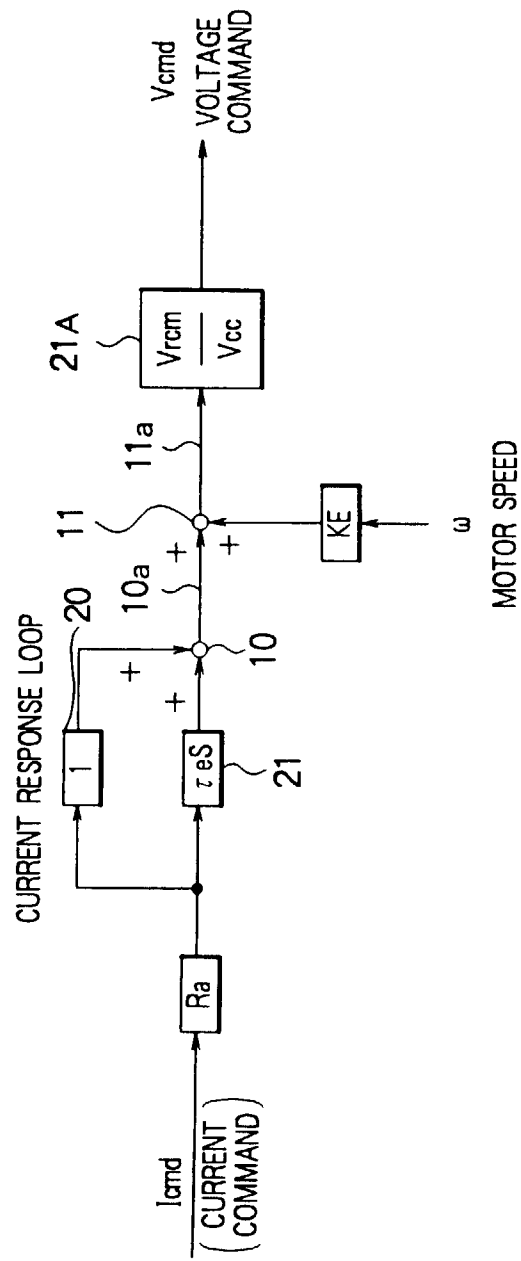 CURRENT RESPONSE LOOP
20
1
Icmd
(CURRENT
COMMAND)
Ra
τeS
21
+
+
10
10a
+
+
11
11a
KE
ω
MOTOR SPEED
21A
Vrcm
Vcc
Vcmd
VOLTAGE
COMMAND